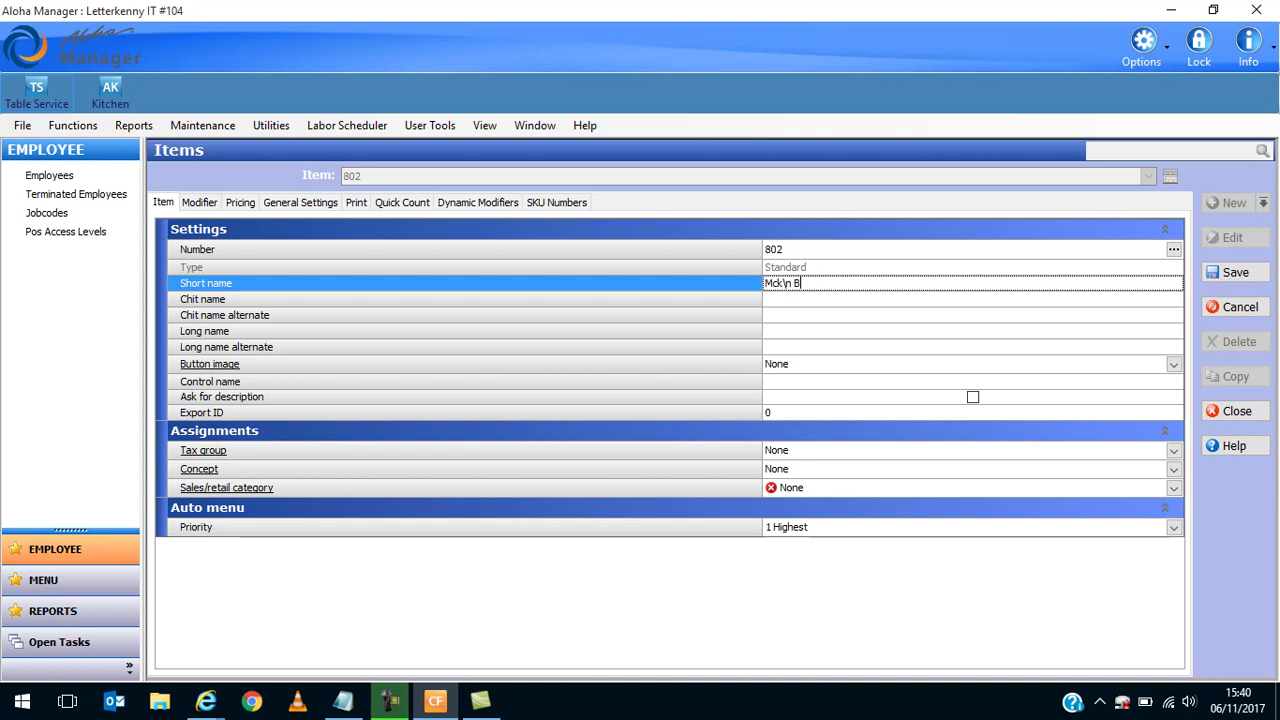 Aloha Manager: Letterkenny IT #104
Aloha
Manager
Options
Lock
Info
TS
Table Service
AK
Kitchen
File Functions Reports Maintenance Utilities Labor Scheduler User Tools View Window Help
EMPLOYEE
Employees
Terminated Employees
Jobcodes
Pos Access Levels
Items
Item: 802
Item Modifier Pricing General Settings Print Quick Count Dynamic Modifiers SKU Numbers
Settings
Number 802
Type Standard
Short name Mck\n B
Chit name
Chit name alternate
Long name
Long name alternate
Button image None
Control name
Ask for description
Export ID 0
Assignments
Tax group None
Concept None
Sales/retail category None
Auto menu
Priority 1 Highest
New
Edit
Save
Cancel
Delete
Copy
Close
Help
EMPLOYEE
MENU
REPORTS
Open Tasks
CF
15:40
06/11/2017